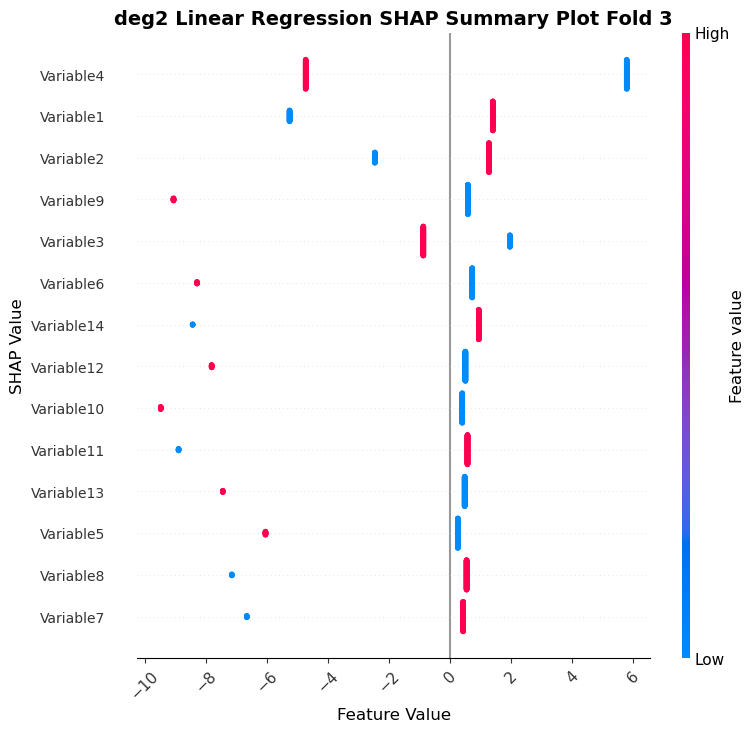 deg2 Linear Regression SHAP Summary Plot Fold 3
High
Variable4
Variable1
Variable2
Variable9
Variable3
Variable6
Variable14
Variable12
Variable10
Variable11
Variable13
Variable5
Variable8
Variable7
SHAP Value
Feature value
Low
−10
−8
−6
−4
−2
0
2
4
6
Feature Value